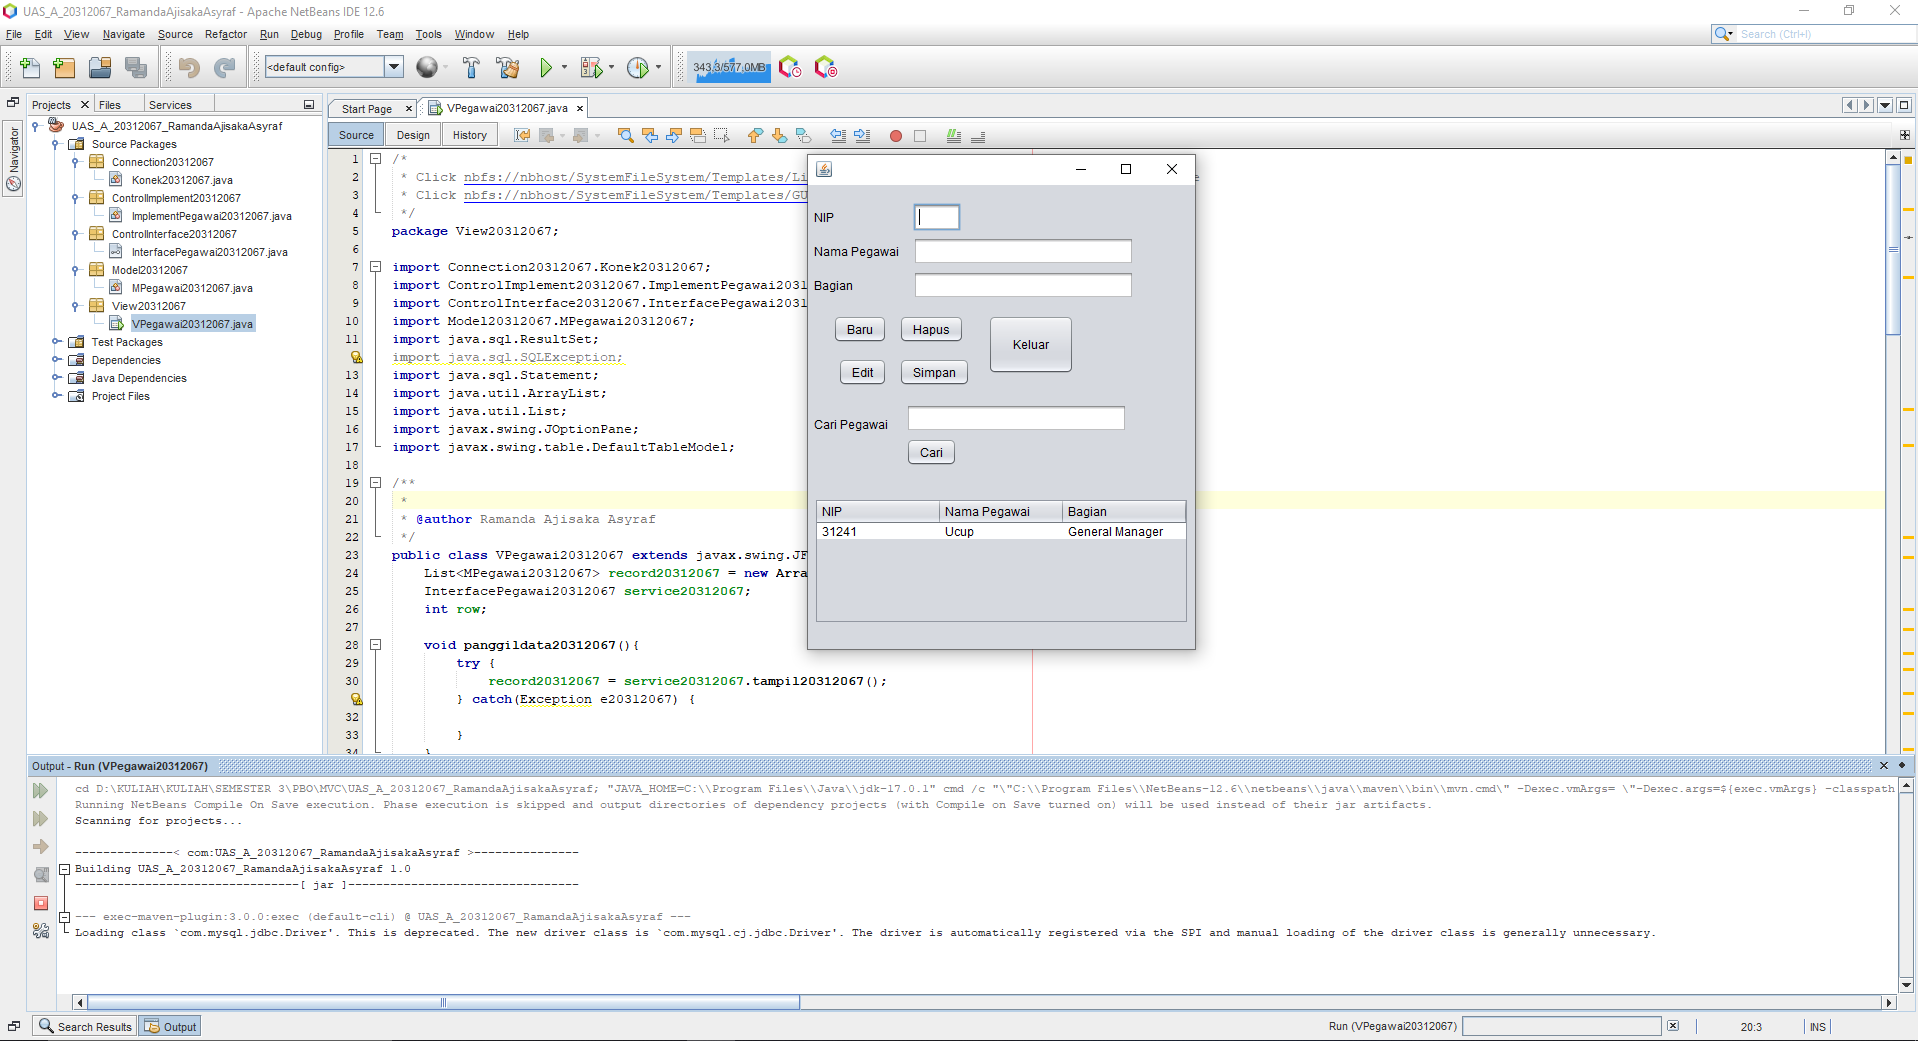 UAS_A_20312067_RamandaAjisakaAsyraf - Apache NetBeans IDE 12.6
File Edit View Navigate Source Refactor Run Debug Profile Team Tools Window Help
Search (Ctrl+I)
<default config>
343,3/577,0MB
Projects Files Services
Navigator
UAS_A_20312067_RamandaAjisakaAsyraf
Source Packages
Connection20312067
Konek20312067.java
ControlImplement20312067
ImplementPegawai20312067.java
ControlInterface20312067
InterfacePegawai20312067.java
Model20312067
MPegawai20312067.java
View20312067
VPegawai20312067.java
Test Packages
Dependencies
Java Dependencies
Project Files
Start Page VPegawai20312067.java
Source Design History
1 /*
2 * Click nbfs://nbhost/SystemFileSystem/Templates/Li
3 * Click nbfs://nbhost/SystemFileSystem/Templates/GU
4 */
5 package View20312067;
6
7 import Connection20312067.Konek20312067;
8 import ControlImplement20312067.ImplementPegawai2031
9 import ControlInterface20312067.InterfacePegawai2031
10 import Model20312067.MPegawai20312067;
11 import java.sql.ResultSet;
import java.sql.SQLException;
13 import java.sql.Statement;
14 import java.util.ArrayList;
15 import java.util.List;
16 import javax.swing.JOptionPane;
17 import javax.swing.table.DefaultTableModel;
18
19 /**
20 *
21 * @author Ramanda Ajisaka Asyraf
22 */
23 public class VPegawai20312067 extends javax.swing.JF
24 List<MPegawai20312067> record20312067 = new Arra
25 InterfacePegawai20312067 service20312067;
26 int row;
27
28 void panggildata20312067(){
29 try {
30 record20312067 = service20312067.tampil20312067();
} catch(Exception e20312067) {
32
33 }
34 }
NIP
Nama Pegawai
Bagian
Baru Hapus Keluar
Edit Simpan
Cari Pegawai
Cari
NIP Nama Pegawai Bagian
31241 Ucup General Manager
Output - Run (VPegawai20312067)
cd D:\KULIAH\KULIAH\SEMESTER 3\PBO\MVC\UAS_A_20312067_RamandaAjisakaAsyraf; "JAVA_HOME=C:\\Program Files\\Java\\jdk-17.0.1" cmd /c "\"C:\\Program Files\\NetBeans-12.6\\netbeans\\java\\maven\\bin\\mvn.cmd\" -Dexec.vmArgs= \"-Dexec.args=${exec.vmArgs} -classpath
Running NetBeans Compile On Save execution. Phase execution is skipped and output directories of dependency projects (with Compile on Save turned on) will be used instead of their jar artifacts.
Scanning for projects...
--------------< com:UAS_A_20312067_RamandaAjisakaAsyraf >---------------
Building UAS_A_20312067_RamandaAjisakaAsyraf 1.0
--------------------------------[ jar ]---------------------------------
--- exec-maven-plugin:3.0.0:exec (default-cli) @ UAS_A_20312067_RamandaAjisakaAsyraf ---
Loading class `com.mysql.jdbc.Driver'. This is deprecated. The new driver class is `com.mysql.cj.jdbc.Driver'. The driver is automatically registered via the SPI and manual loading of the driver class is generally unnecessary.
Search Results Output
Run (VPegawai20312067) 20:3 INS